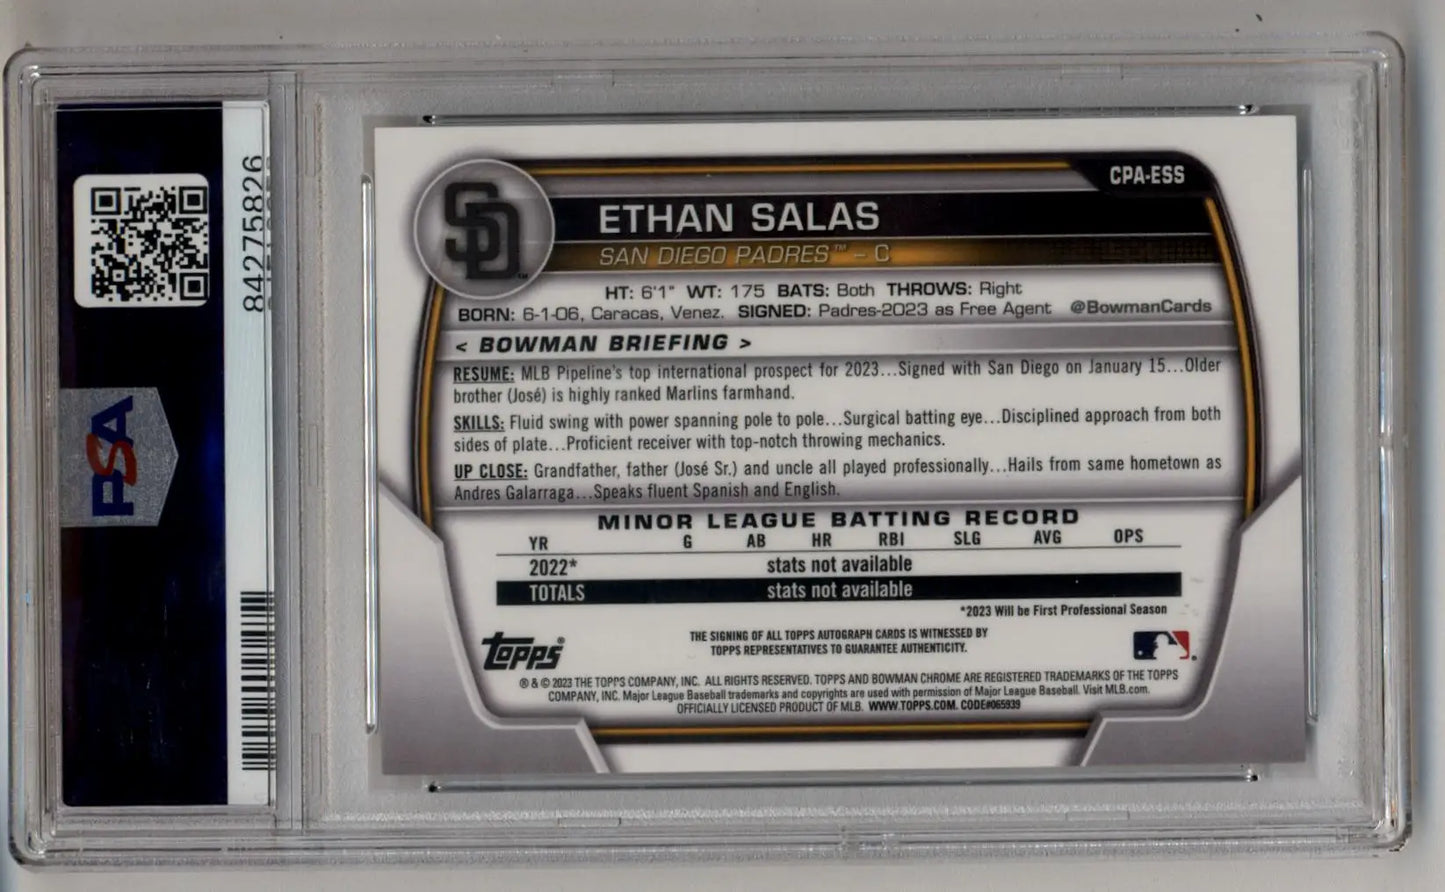 PSA
84275826
SD
CPA-ESS
ETHAN SALAS
SAN DIEGO PADRES™ – C
HT: 6'1" WT: 175 BATS: Both THROWS: Right
BORN: 6-1-06, Caracas, Venez. SIGNED: Padres-2023 as Free Agent @BowmanCards
< BOWMAN BRIEFING >
RESUME: MLB Pipeline's top international prospect for 2023...Signed with San Diego on January 15...Older
brother (José) is highly ranked Marlins farmhand.
SKILLS: Fluid swing with power spanning pole to pole...Surgical batting eye...Disciplined approach from both
sides of plate...Proficient receiver with top-notch throwing mechanics.
UP CLOSE: Grandfather, father (José Sr.) and uncle all played professionally...Hails from same hometown as
Andres Galarraga...Speaks fluent Spanish and English.
MINOR LEAGUE BATTING RECORD
YR G AB HR RBI SLG AVG OPS
2022* stats not available
TOTALS stats not available
*2023 Will be First Professional Season
Topps®
THE SIGNING OF ALL TOPPS AUTOGRAPH CARDS IS WITNESSED BY
TOPPS REPRESENTATIVES TO GUARANTEE AUTHENTICITY.
® & © 2023 THE TOPPS COMPANY, INC. ALL RIGHTS RESERVED. TOPPS AND BOWMAN CHROME ARE REGISTERED TRADEMARKS OF THE TOPPS
COMPANY, INC. Major League Baseball trademarks and copyrights are used with permission of Major League Baseball. Visit MLB.com.
OFFICIALLY LICENSED PRODUCT OF MLB. WWW.TOPPS.COM. CODE#065939